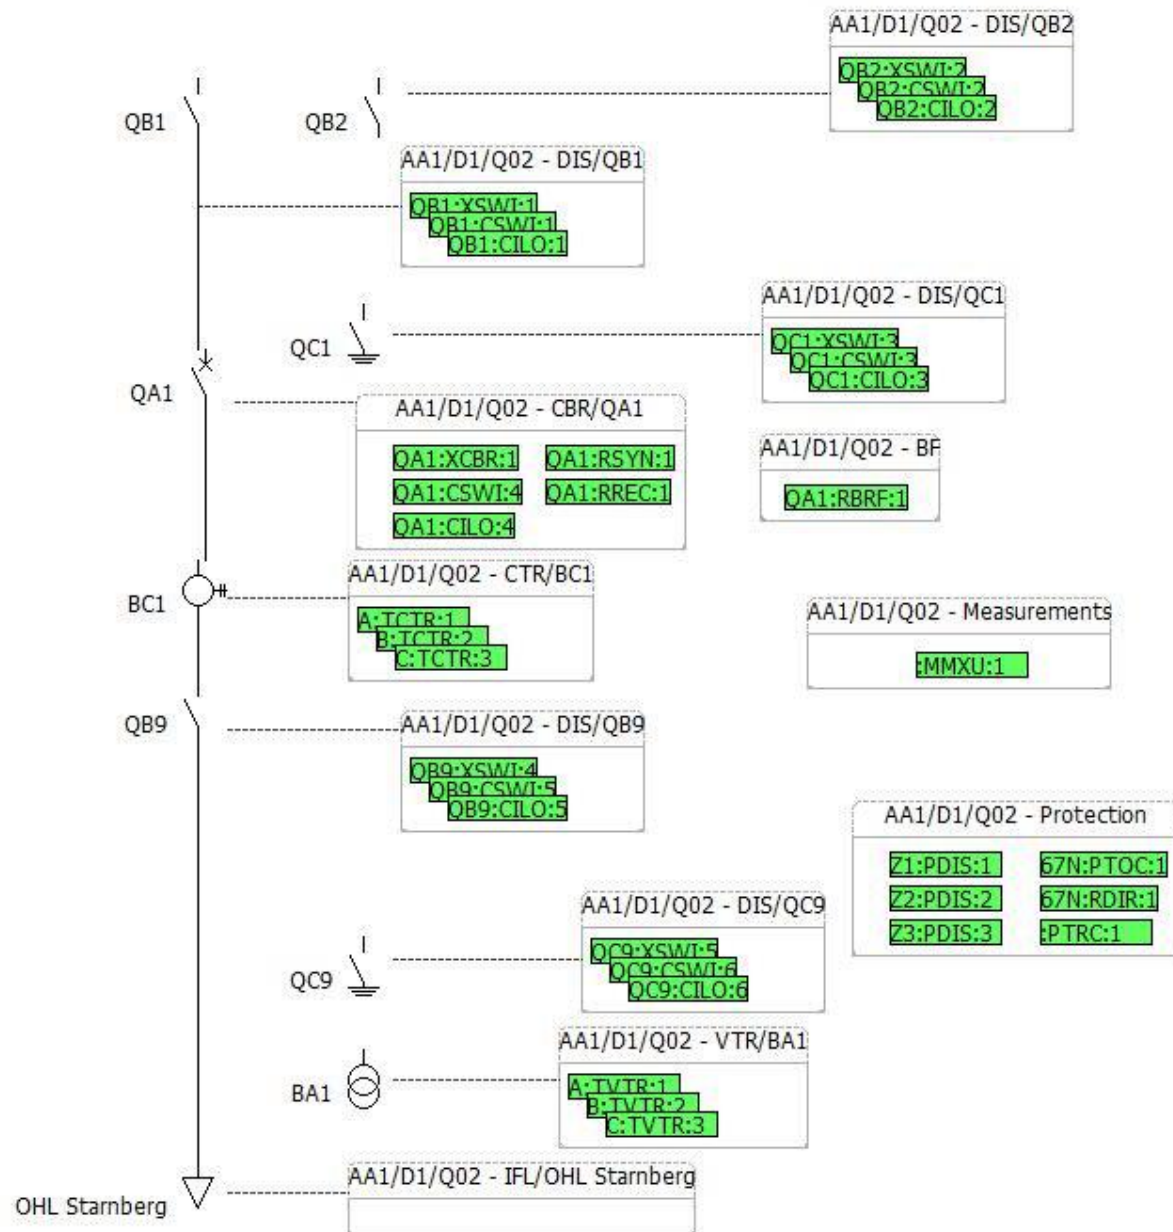 AA1/D1/Q02 - DIS/QB2
QB2:XSWI:2
QB2:CSWI:2
QB2:CILO:2
QB1
QB2
AA1/D1/Q02 - DIS/QB1
QB1:XSWI:1
QB1:CSWI:1
QB1:CILO:1
AA1/D1/Q02 - DIS/QC1
QC1:XSWI:3
QC1:CSWI:3
QC1:CILO:3
QC1
QA1
AA1/D1/Q02 - CBR/QA1
QA1:XCBR:1 QA1:RSYN:1
QA1:CSWI:4 QA1:RREC:1
QA1:CILO:4
AA1/D1/Q02 - BF
QA1:RBRF:1
BC1
AA1/D1/Q02 - CTR/BC1
A:TCTR:1
B:TCTR:2
C:TCTR:3
AA1/D1/Q02 - Measurements
:MMXU:1
QB9
AA1/D1/Q02 - DIS/QB9
QB9:XSWI:4
QB9:CSWI:5
QB9:CILO:5
AA1/D1/Q02 - Protection
Z1:PDIS:1 67N:PTOC:1
Z2:PDIS:2 67N:RDIR:1
Z3:PDIS:3 :PTRC:1
AA1/D1/Q02 - DIS/QC9
QC9:XSWI:5
QC9:CSWI:6
QC9:CILO:6
QC9
AA1/D1/Q02 - VTR/BA1
A:TVTR:1
B:TVTR:2
C:TVTR:3
BA1
AA1/D1/Q02 - IFL/OHL Starnberg
OHL Starnberg